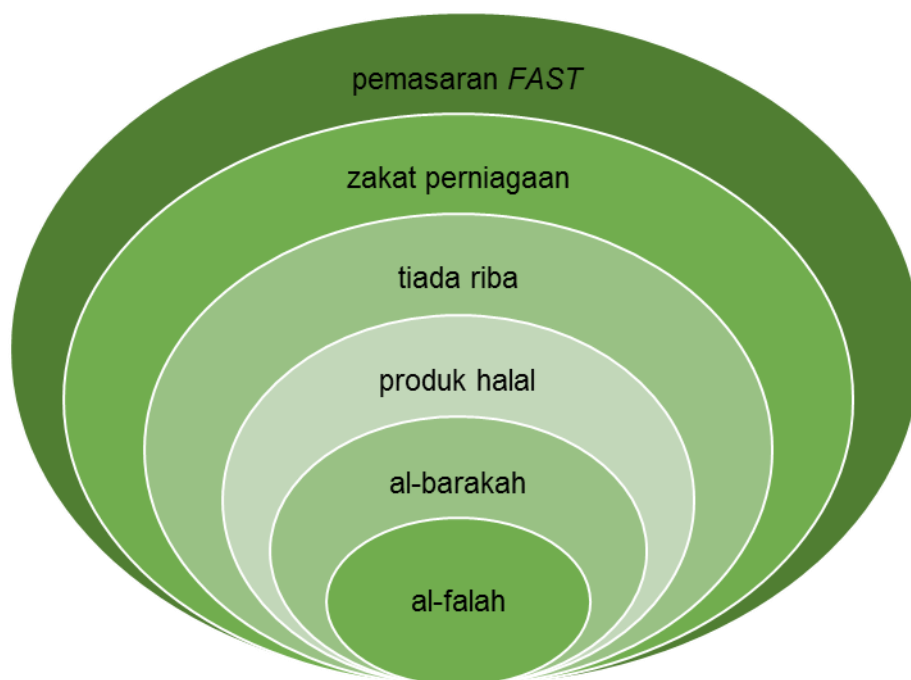 pemasaran FAST
zakat perniagaan
tiada riba
produk halal
al-barakah
al-falah